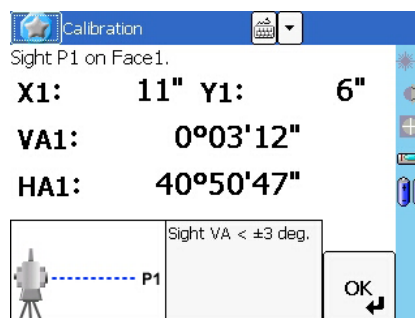 Calibration
Sight P1 on Face1.
X1: 11" Y1: 6"
VA1: 0°03'12"
HA1: 40°50'47"
Sight VA < ±3 deg.
P1
OK